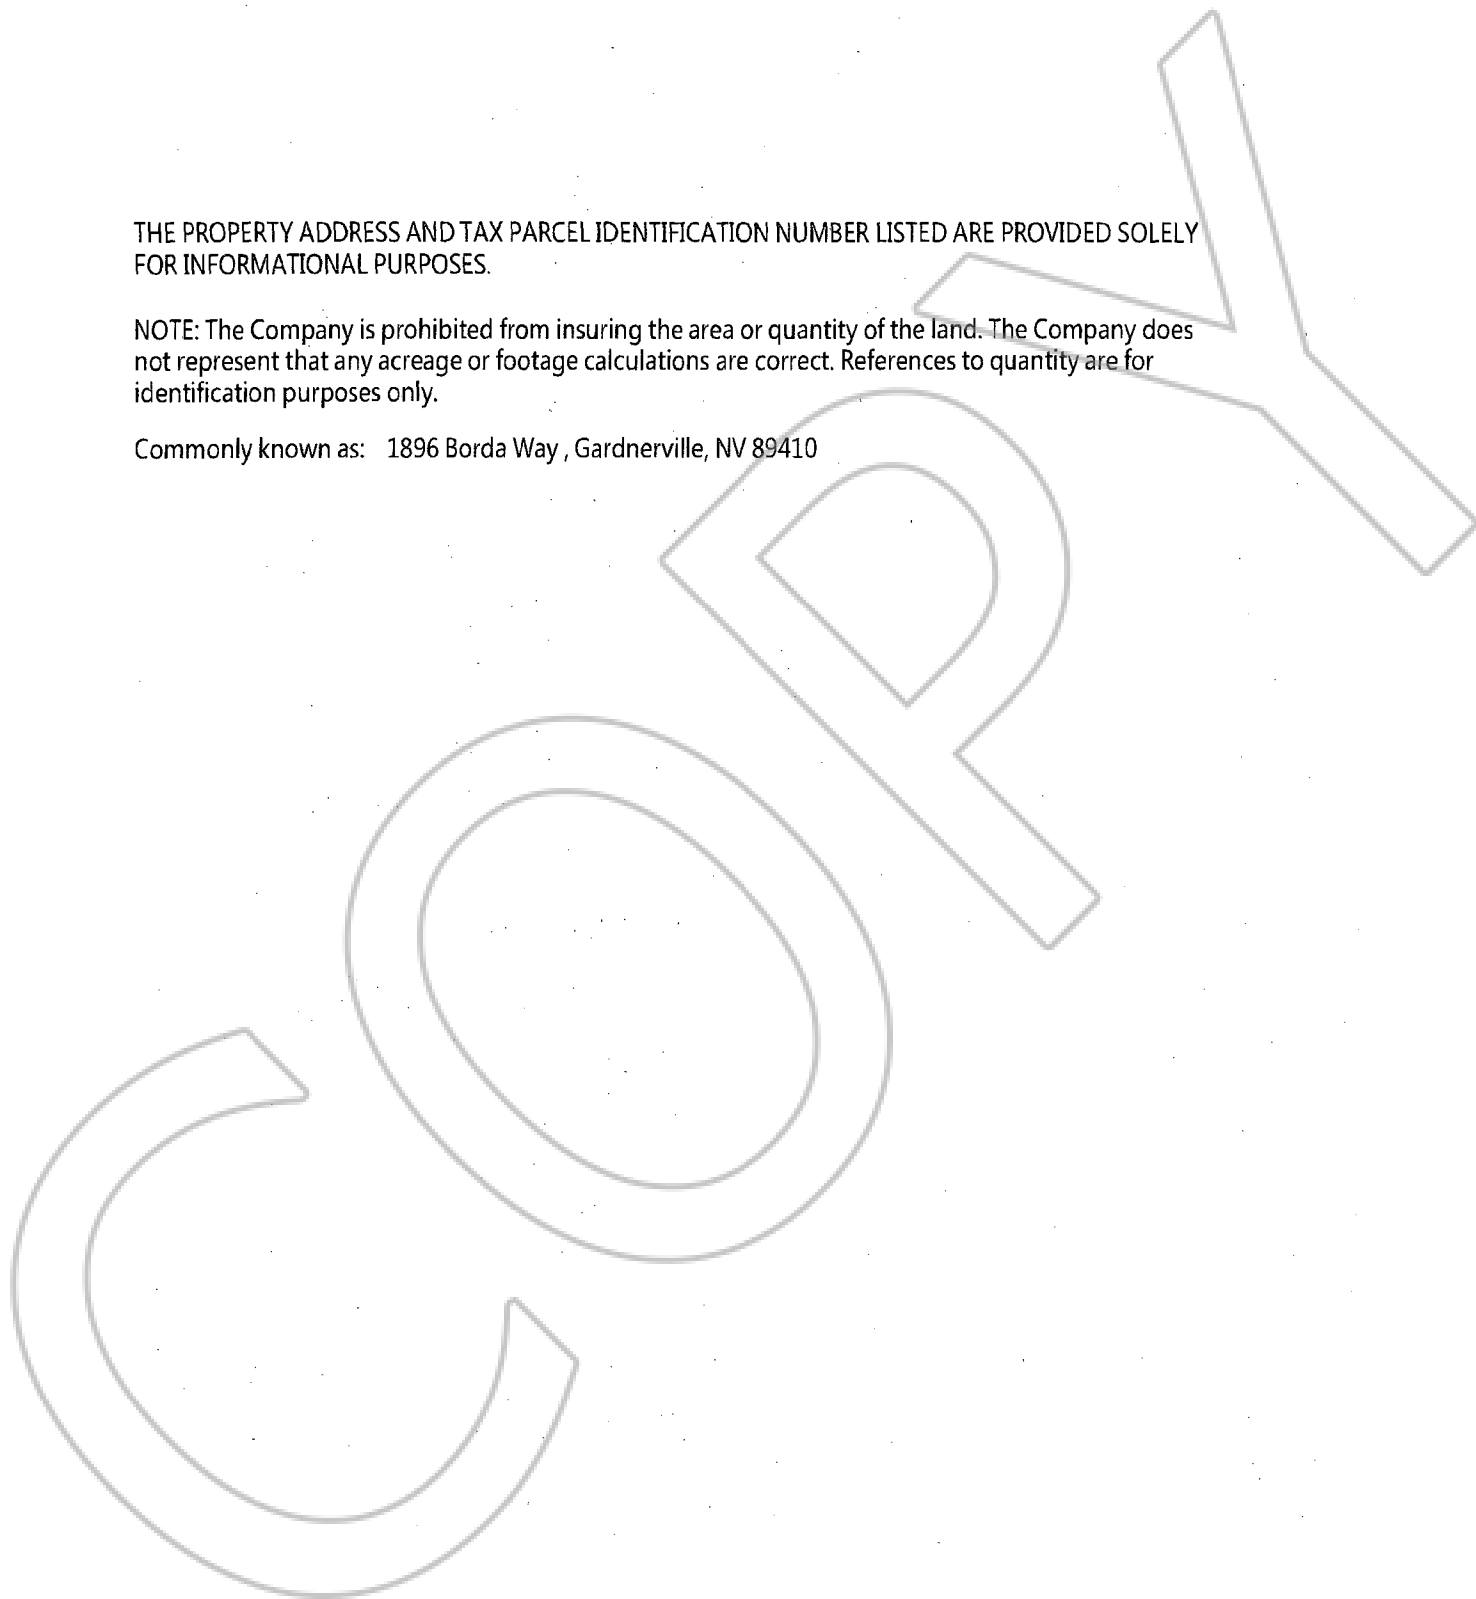 THE PROPERTY ADDRESS AND TAX PARCEL IDENTIFICATION NUMBER LISTED ARE PROVIDED SOLELY
FOR INFORMATIONAL PURPOSES.
NOTE: The Company is prohibited from insuring the area or quantity of the land. The Company does
not represent that any acreage or footage calculations are correct. References to quantity are for
identification purposes only.
Commonly known as: 1896 Borda Way , Gardnerville, NV 89410
COPY